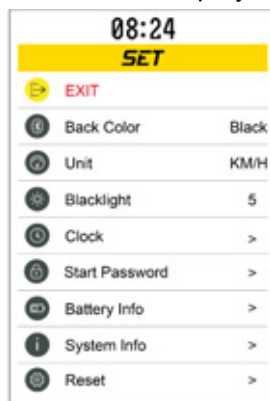 08:24
SET
EXIT
Back Color Black
Unit KM/H
Blacklight 5
Clock >
Start Password >
Battery Info >
System Info >
Reset >